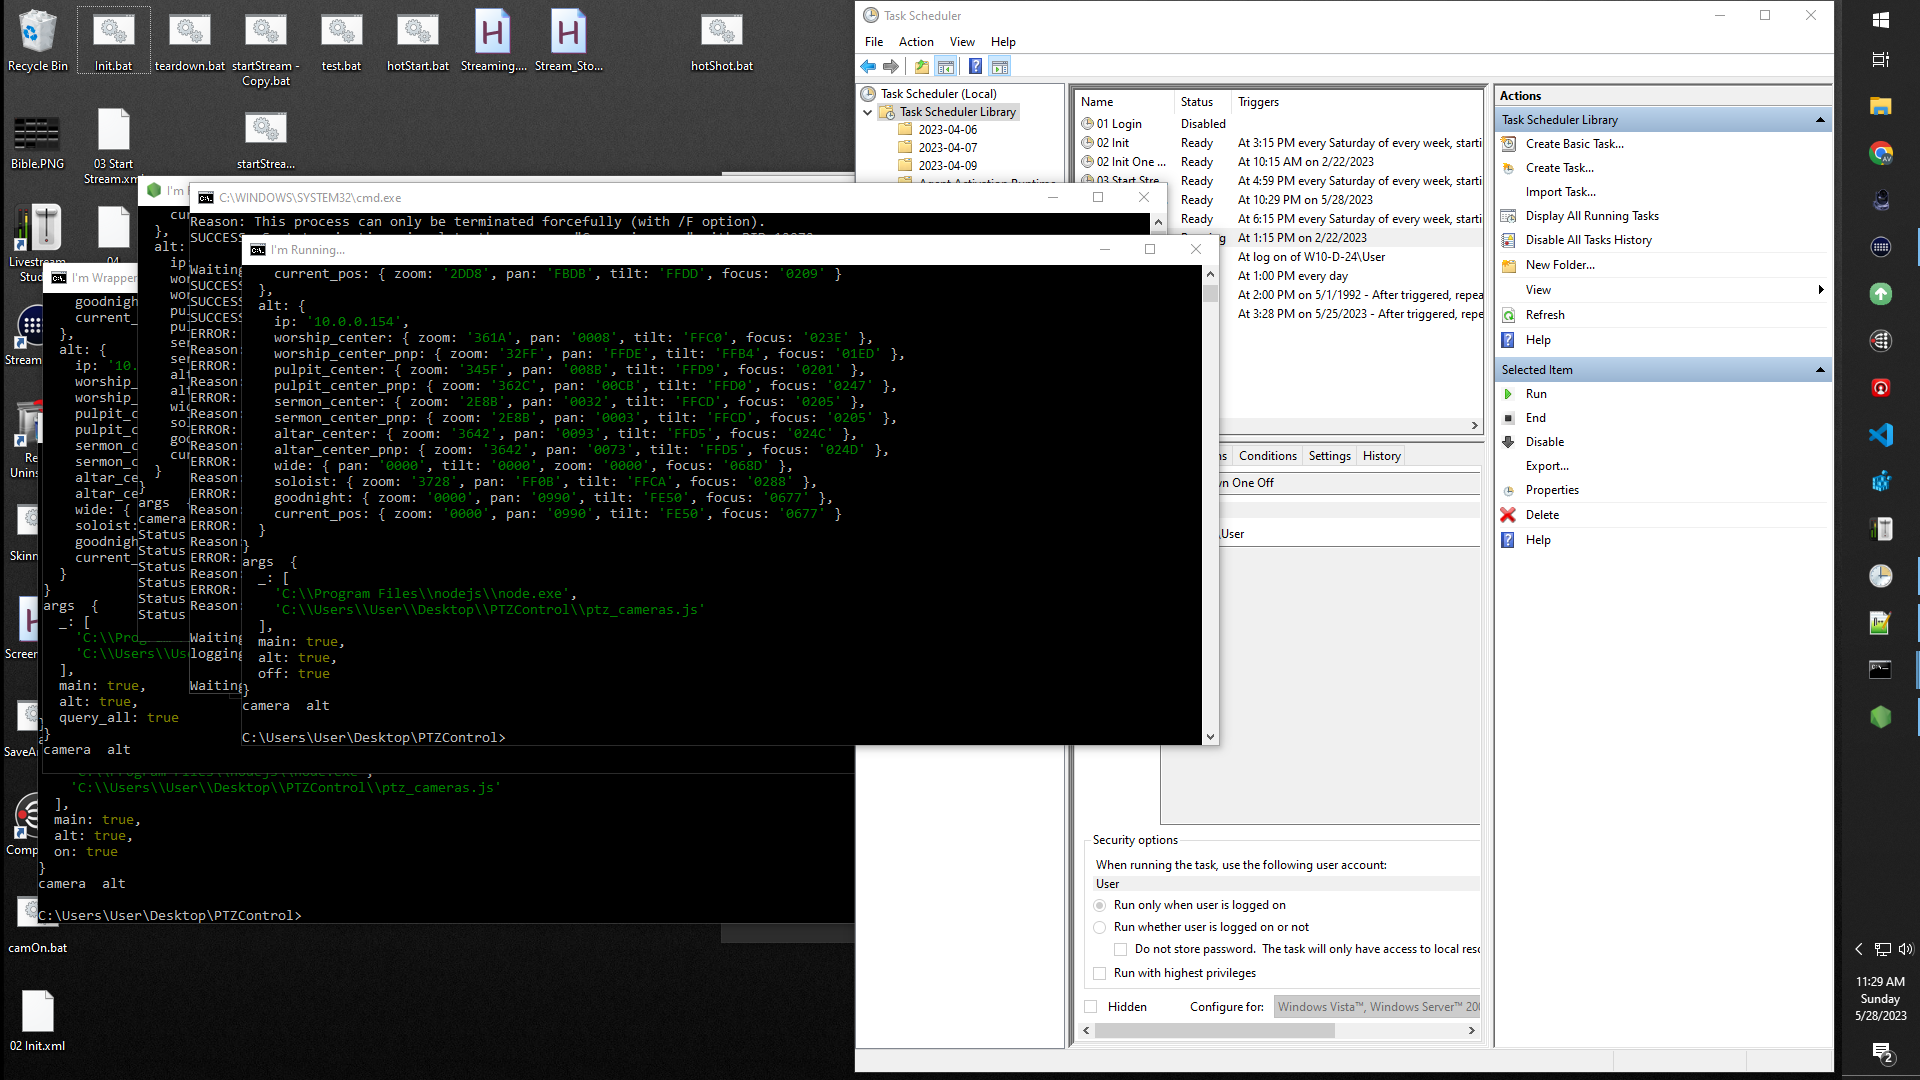 Recycle Bin
Init.bat
teardown.bat
startStream -
Copy.bat
test.bat
hotStart.bat
Streaming....
Stream_Sto...
hotShot.bat
Bible.PNG
03 Start
Stream.xml
startStrea...
Livestream
04
camOn.bat
02 Init.xml
I'm Wrapper
C:\WINDOWS\SYSTEM32\cmd.exe
Reason: This process can only be terminated forcefully (with /F option).
I'm Running...
current_pos: { zoom: '2DD8', pan: 'FBDB', tilt: 'FFDD', focus: '0209' }
},
alt: {
ip: '10.0.0.154',
worship_center: { zoom: '361A', pan: '0008', tilt: 'FFC0', focus: '023E' },
worship_center_pnp: { zoom: '32FF', pan: 'FFDE', tilt: 'FFB4', focus: '01ED' },
pulpit_center: { zoom: '345F', pan: '008B', tilt: 'FFD9', focus: '0201' },
pulpit_center_pnp: { zoom: '362C', pan: '00CB', tilt: 'FFD0', focus: '0247' },
sermon_center: { zoom: '2E8B', pan: '0032', tilt: 'FFCD', focus: '0205' },
sermon_center_pnp: { zoom: '2E8B', pan: '0003', tilt: 'FFCD', focus: '0205' },
altar_center: { zoom: '3642', pan: '0093', tilt: 'FFD5', focus: '024C' },
altar_center_pnp: { zoom: '3642', pan: '0073', tilt: 'FFD5', focus: '024D' },
wide: { pan: '0000', tilt: '0000', zoom: '0000', focus: '068D' },
soloist: { zoom: '3728', pan: 'FF0B', tilt: 'FFCA', focus: '0288' },
goodnight: { zoom: '0000', pan: '0990', tilt: 'FE50', focus: '0677' },
current_pos: { zoom: '0000', pan: '0990', tilt: 'FE50', focus: '0677' }
}
}
args  {
_: [
'C:\\Program Files\\nodejs\\node.exe',
'C:\\Users\\User\\Desktop\\PTZControl\\ptz_cameras.js'
],
main: true,
alt: true,
off: true
}
camera  alt
C:\Users\User\Desktop\PTZControl>
],
main: true,
alt: true,
query_all: true
}
camera  alt
'C:\\Users\\User\\Desktop\\PTZControl\\ptz_cameras.js'
],
main: true,
alt: true,
on: true
}
camera  alt
C:\Users\User\Desktop\PTZControl>
Task Scheduler
File Action View Help
Task Scheduler (Local)
Task Scheduler Library
2023-04-06
2023-04-07
2023-04-09
Name Status Triggers
01 Login Disabled
02 Init Ready At 3:15 PM every Saturday of every week, starti
02 Init One ... Ready At 10:15 AM on 2/22/2023
03 Start Stre... Ready At 4:59 PM every Saturday of every week, starti
At 10:29 PM on 5/28/2023
At 6:15 PM every Saturday of every week, starti
At 1:15 PM on 2/22/2023
At log on of W10-D-24\User
At 1:00 PM every day
At 2:00 PM on 5/1/1992 - After triggered, repea
At 3:28 PM on 5/25/2023 - After triggered, repe
Conditions Settings History
One Off
\User
Security options
When running the task, use the following user account:
User
Run only when user is logged on
Run whether user is logged on or not
Do not store password.  The task will only have access to local resc
Run with highest privileges
Hidden Configure for: Windows Vista™, Windows Server™ 200
Actions
Task Scheduler Library
Create Basic Task...
Create Task...
Import Task...
Display All Running Tasks
Disable All Tasks History
New Folder...
View
Refresh
Help
Selected Item
Run
End
Disable
Export...
Properties
Delete
Help
11:29 AM
Sunday
5/28/2023
2